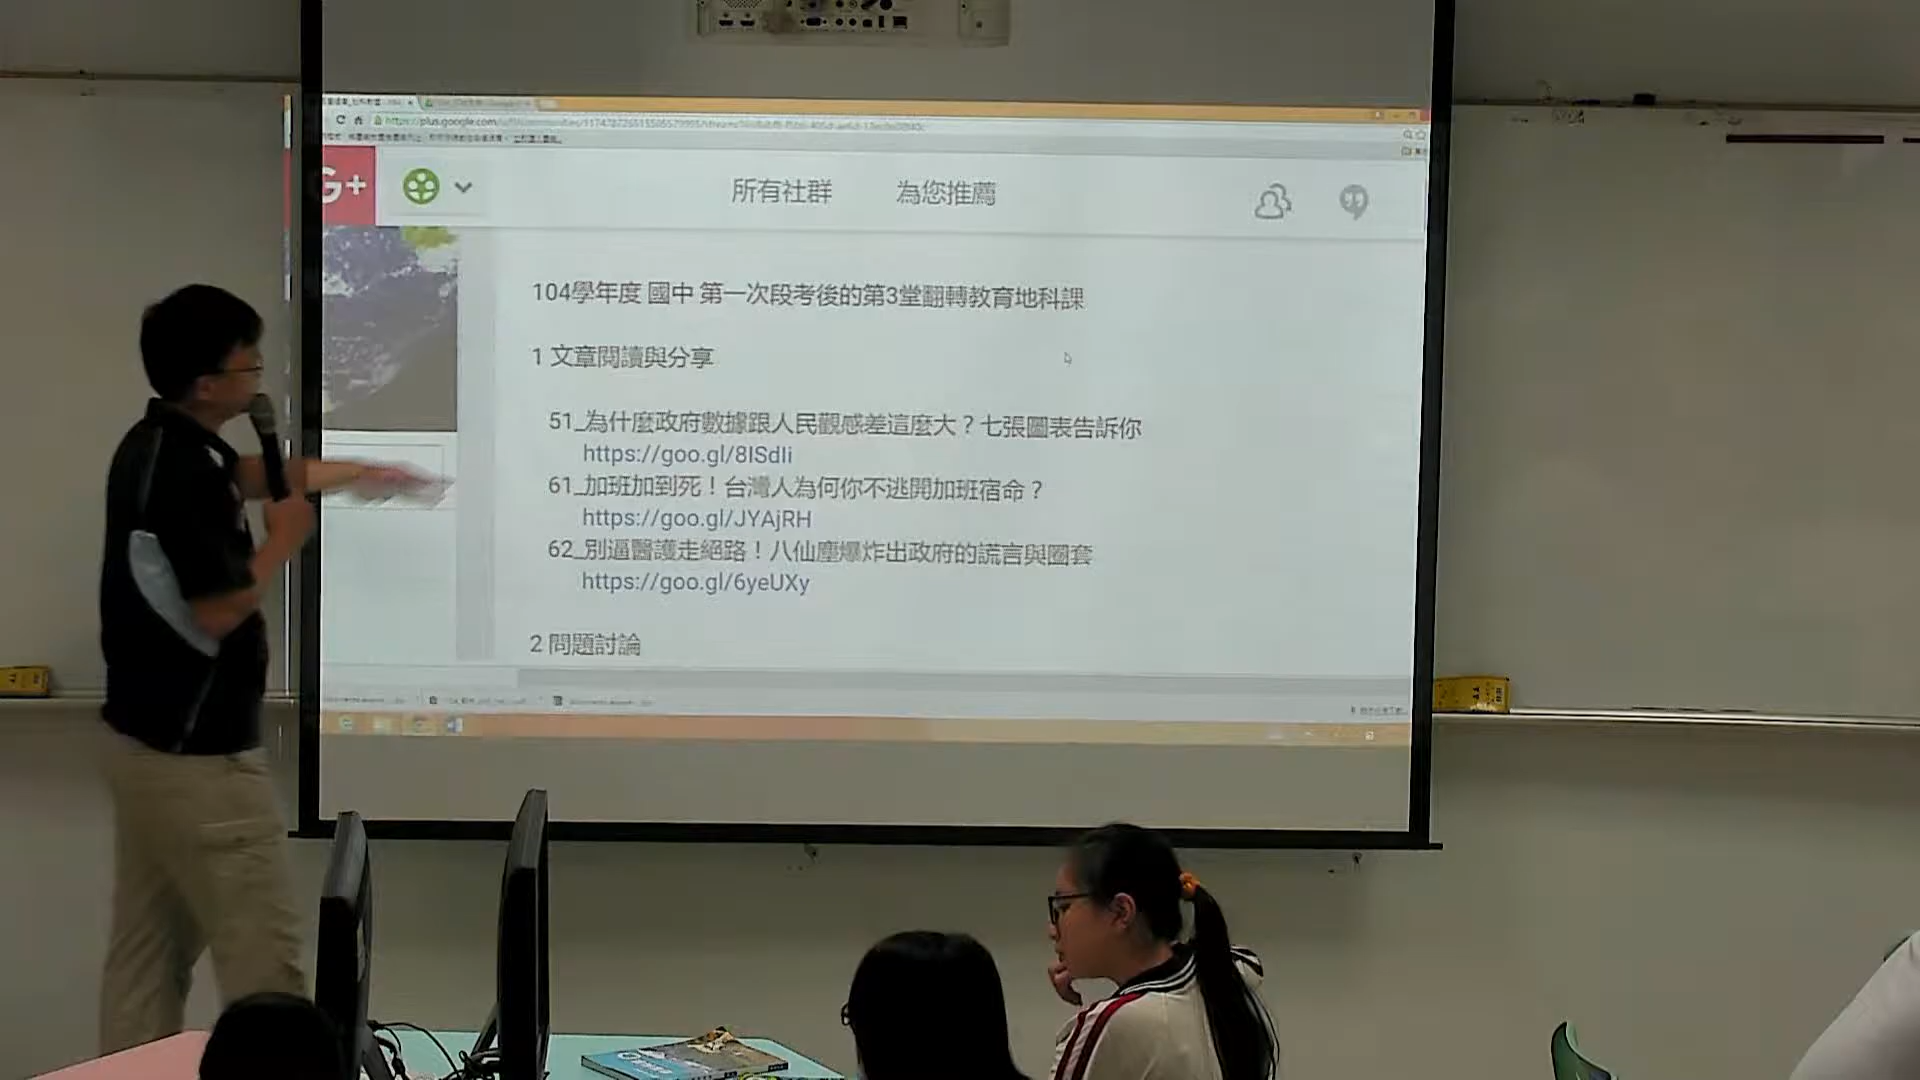 https://plus.google.com
G+
所有社群 為您推薦
104學年度 國中 第一次段考後的第3堂翻轉教育地科課
1 文章閱讀與分享
51_為什麼政府數據跟人民觀感差這麼大？七張圖表告訴你
https://goo.gl/8ISdIi
61_加班加到死！台灣人為何你不逃開加班宿命？
https://goo.gl/JYAjRH
62_別逼醫護走絕路！八仙塵爆炸出政府的謊言與圈套
https://goo.gl/6yeUXy
2 問題討論